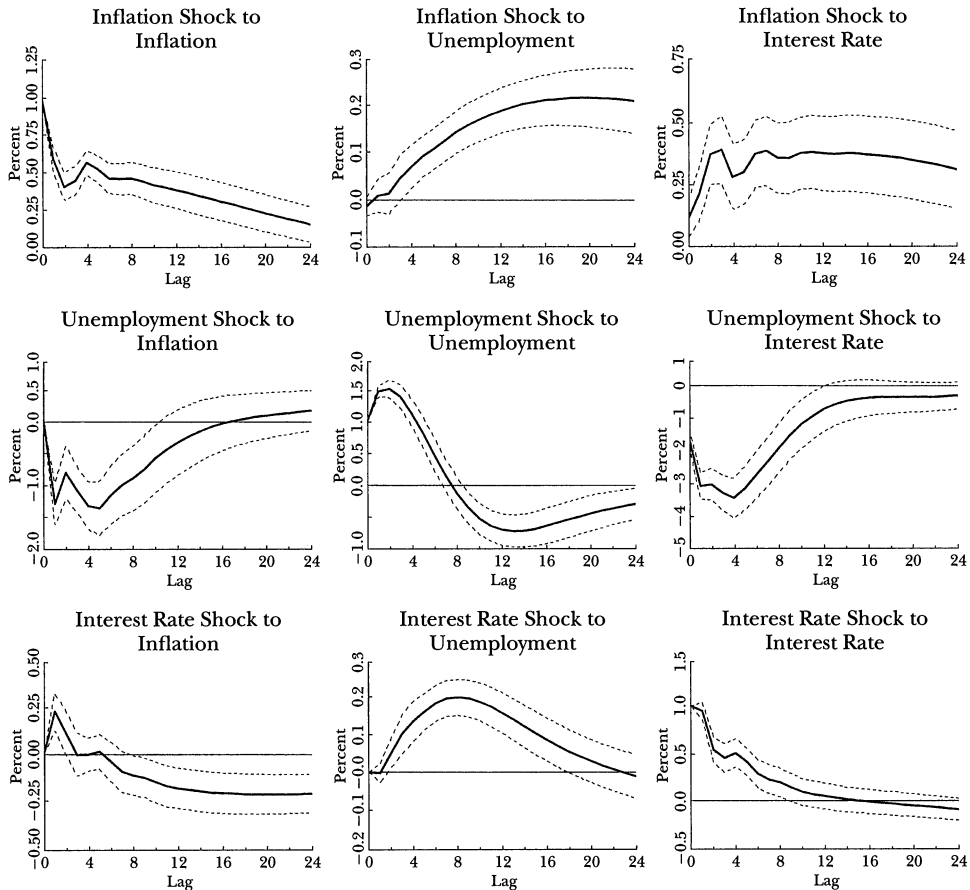 Inflation Shock to
Inflation
1.25
1.00
0.75
0.50
0.25
0.00
Percent
0 4 8 12 16 20 24
Lag
Inflation Shock to
Unemployment
0.3
0.2
0.1
0.0
−0.1
Percent
0 4 8 12 16 20 24
Lag
Inflation Shock to
Interest Rate
0.75
0.50
0.25
0.00
Percent
0 4 8 12 16 20 24
Lag
Unemployment Shock to
Inflation
1.0
0.5
0.0
−1.0
−2.0
Percent
0 4 8 12 16 20 24
Lag
Unemployment Shock to
Unemployment
2.0
1.5
1.0
0.5
0.0
−1.0
Percent
0 4 8 12 16 20 24
Lag
Unemployment Shock to
Interest Rate
1
0
−1
−2
−3
−4
−5
Percent
0 4 8 12 16 20 24
Lag
Interest Rate Shock to
Inflation
0.50
0.25
0.00
−0.25
−0.50
Percent
0 4 8 12 16 20 24
Lag
Interest Rate Shock to
Unemployment
0.3
0.2
0.1
−0.0
−0.1
−0.2
Percent
0 4 8 12 16 20 24
Lag
Interest Rate Shock to
Interest Rate
1.5
1.0
0.5
0.0
−0.5
Percent
0 4 8 12 16 20 24
Lag